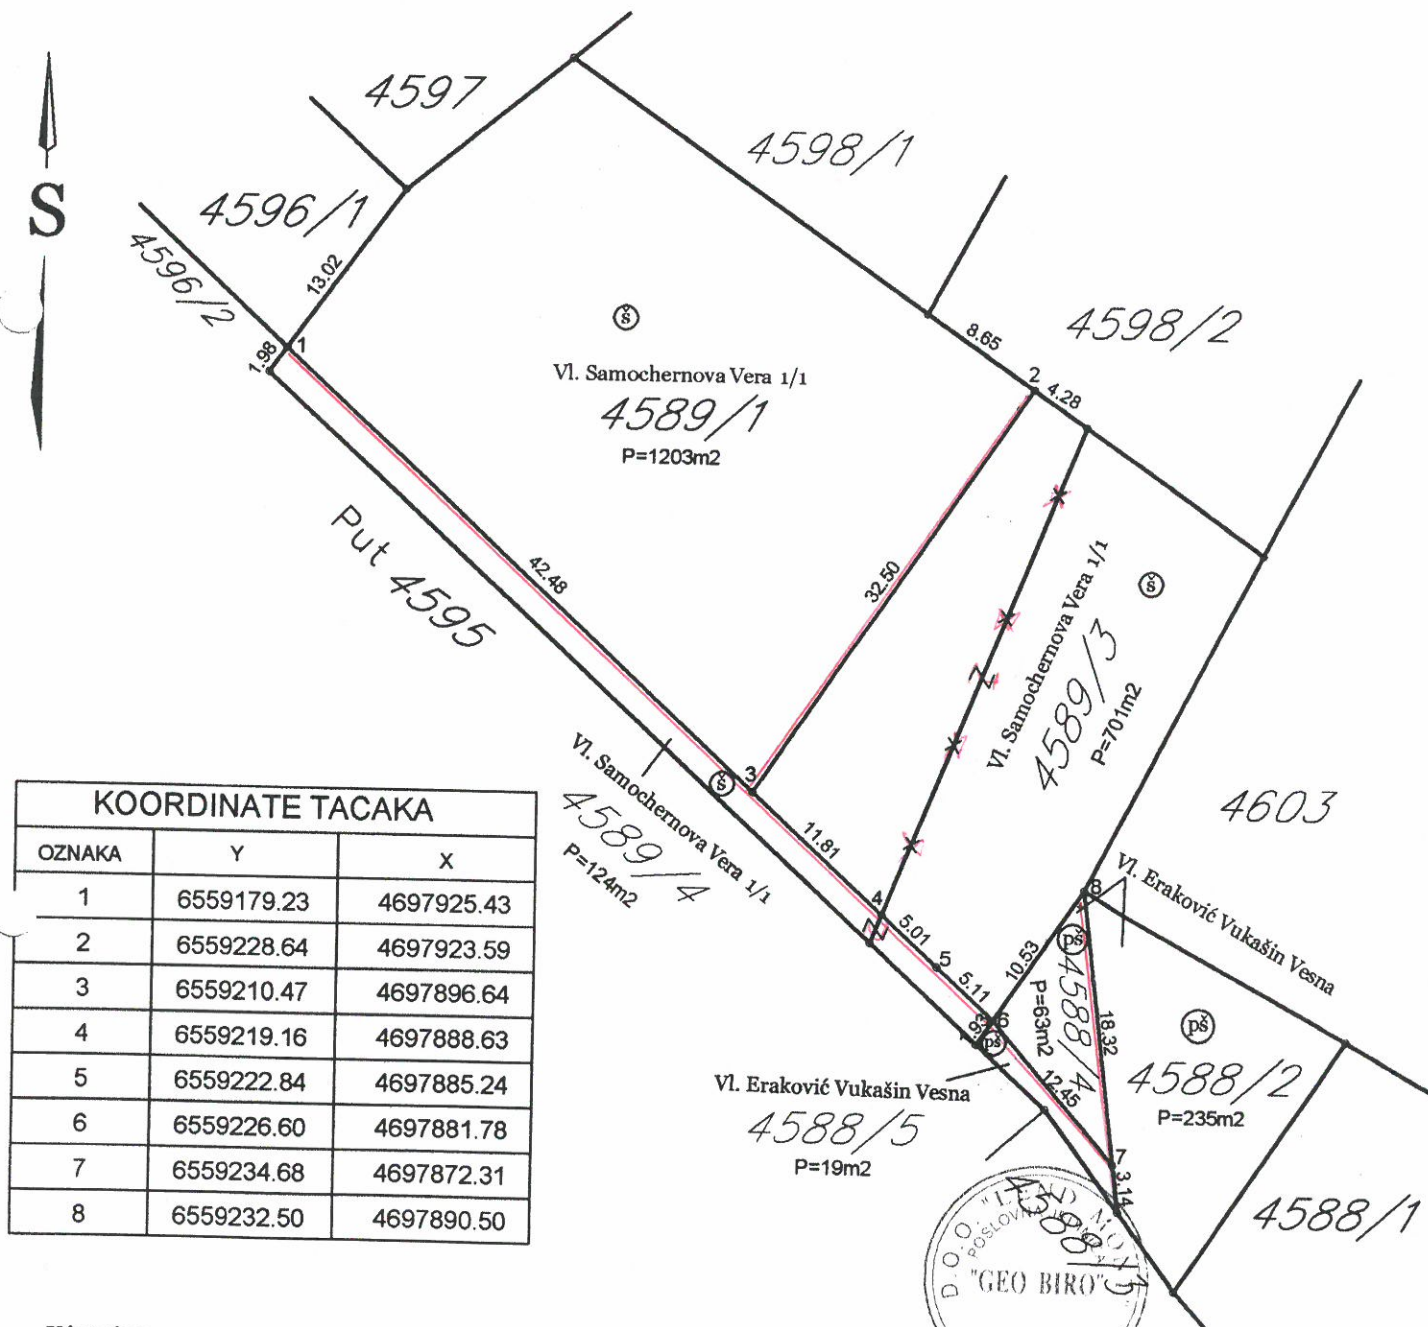 4597
4598/1
4596/1
S
4596/2
13.02
1.98
1
š
8.65
4598/2
2
4.28
Vl. Samochernova Vera 1/1
4589/1
P=1203m2
Put 4595
42.48
32.50
Vl. Samochernova Vera 1/1
4589/3
P=701m2
š
3
š
Vl. Samochernova Vera 1/1
4589/4
P=124m2
11.81
4
5.01
5
5.11
6
10.53
8
4603
Vl. Eraković Vukašin Vesna
pš
4588/4
P=63m2
18.32
pš
4588/2
P=235m2
pš
12.45
7
3.14
Vl. Eraković Vukašin Vesna
4588/5
P=19m2
4588/3
4588/1
KOORDINATE TACAKA
OZNAKA Y X
1 6559179.23 4697925.43
2 6559228.64 4697923.59
3 6559210.47 4697896.64
4 6559219.16 4697888.63
5 6559222.84 4697885.24
6 6559226.60 4697881.78
7 6559234.68 4697872.31
8 6559232.50 4697890.50
D.O.O.
POSLOVNA
"GEO BIRO"